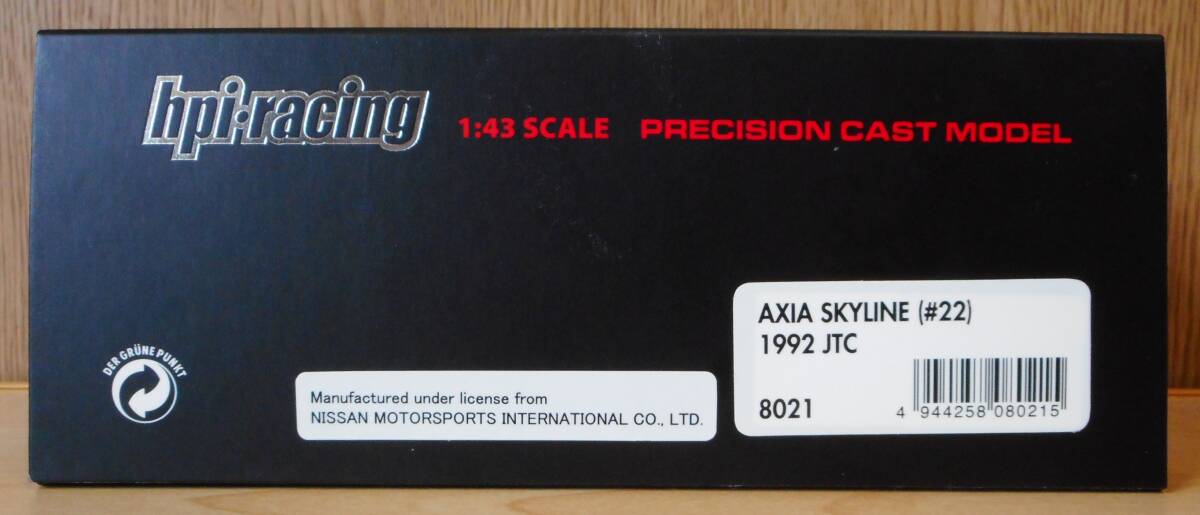 hpi·racing
1:43 SCALE PRECISION CAST MODEL
AXIA SKYLINE (#22)
1992 JTC
8021
4 944258 080215
DER GRÜNE PUNKT
Manufactured under license from
NISSAN MOTORSPORTS INTERNATIONAL CO., LTD.